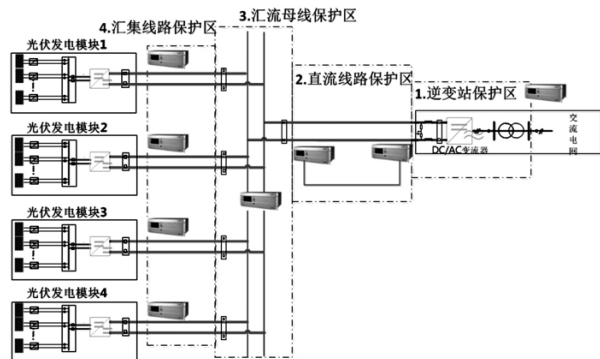 3.汇流母线保护区
4.汇集线路保护区
光伏发电模块1
2.直流线路保护区
1.逆变站保护区
交流电网
DC/AC变流器
光伏发电模块2
光伏发电模块3
光伏发电模块4